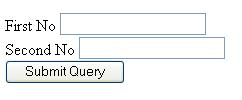 First No
Second No
Submit Query